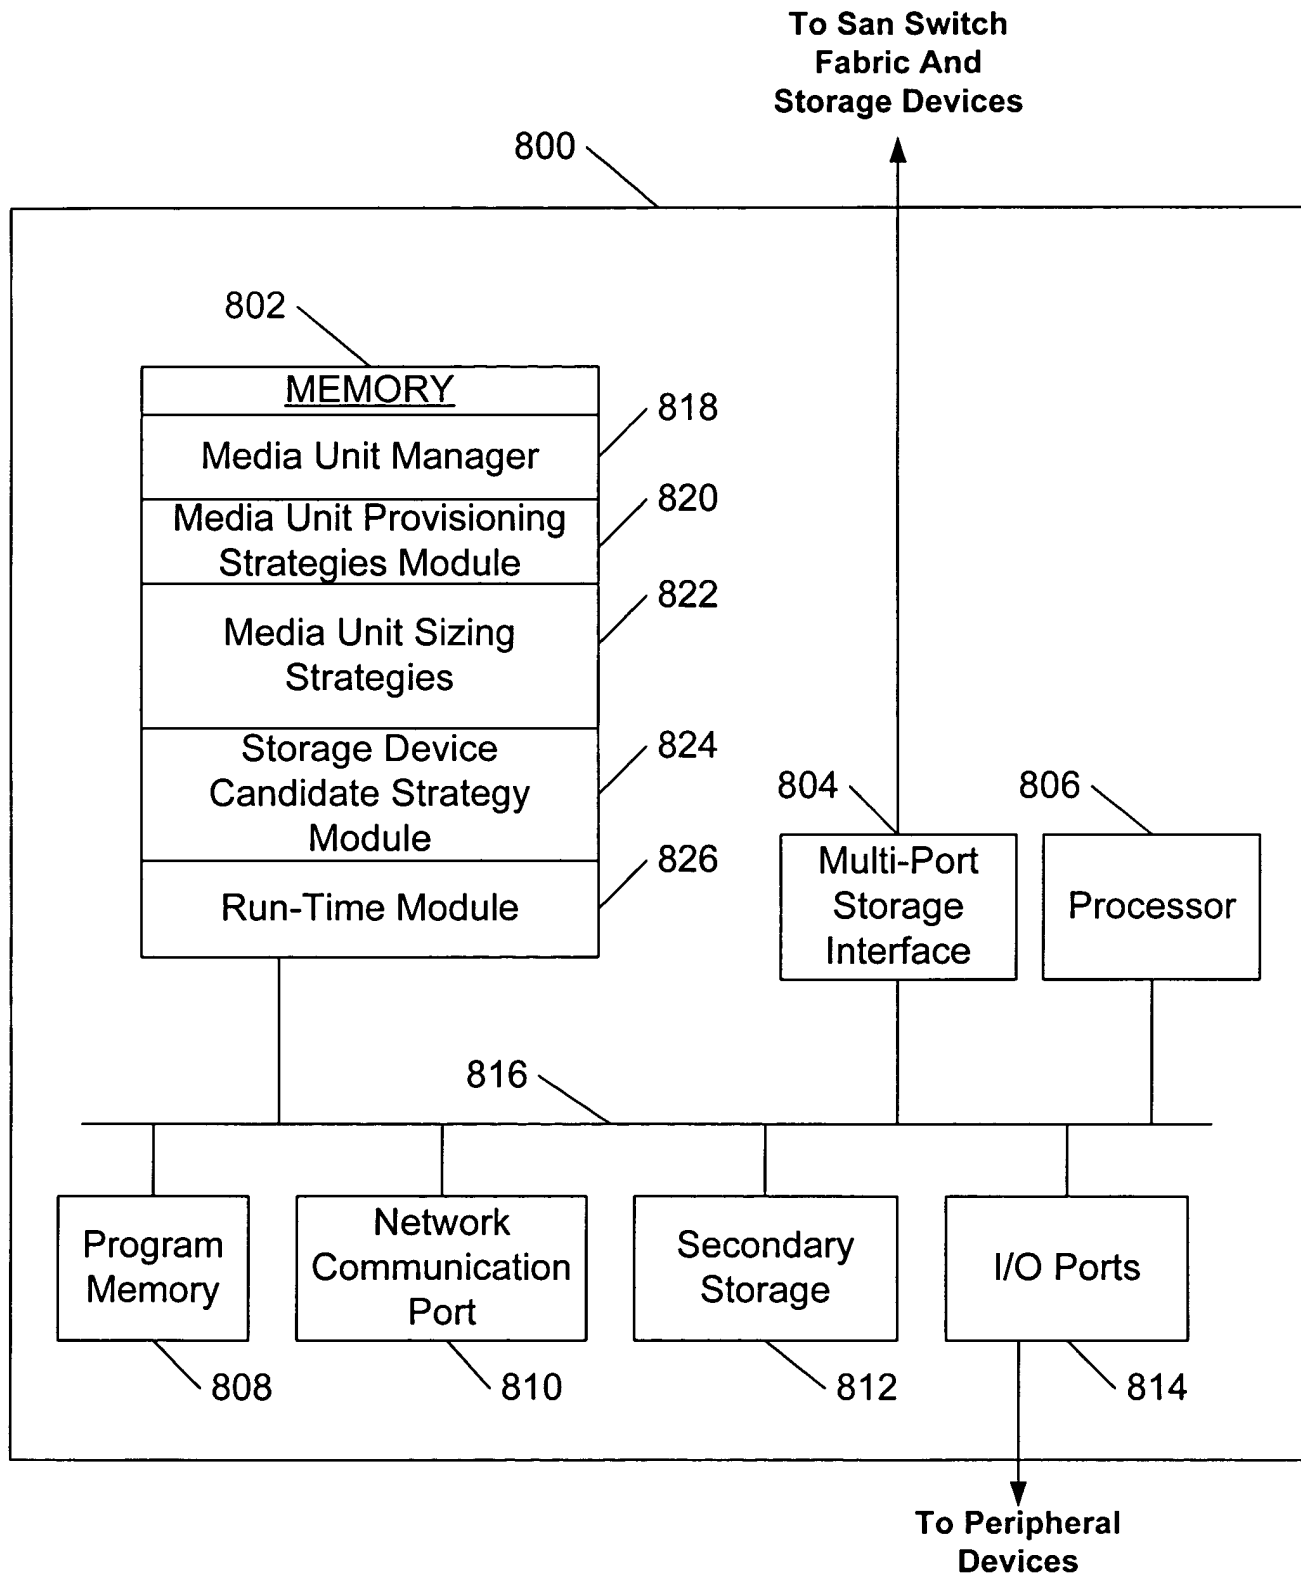 To San Switch
Fabric And
Storage Devices
800
802
MEMORY
818
Media Unit Manager
820
Media Unit Provisioning
Strategies Module
822
Media Unit Sizing
Strategies
824
Storage Device
Candidate Strategy
Module
826
Run-Time Module
804
Multi-Port
Storage
Interface
806
Processor
816
Program
Memory
808
Network
Communication
Port
810
Secondary
Storage
812
I/O Ports
814
To Peripheral
Devices